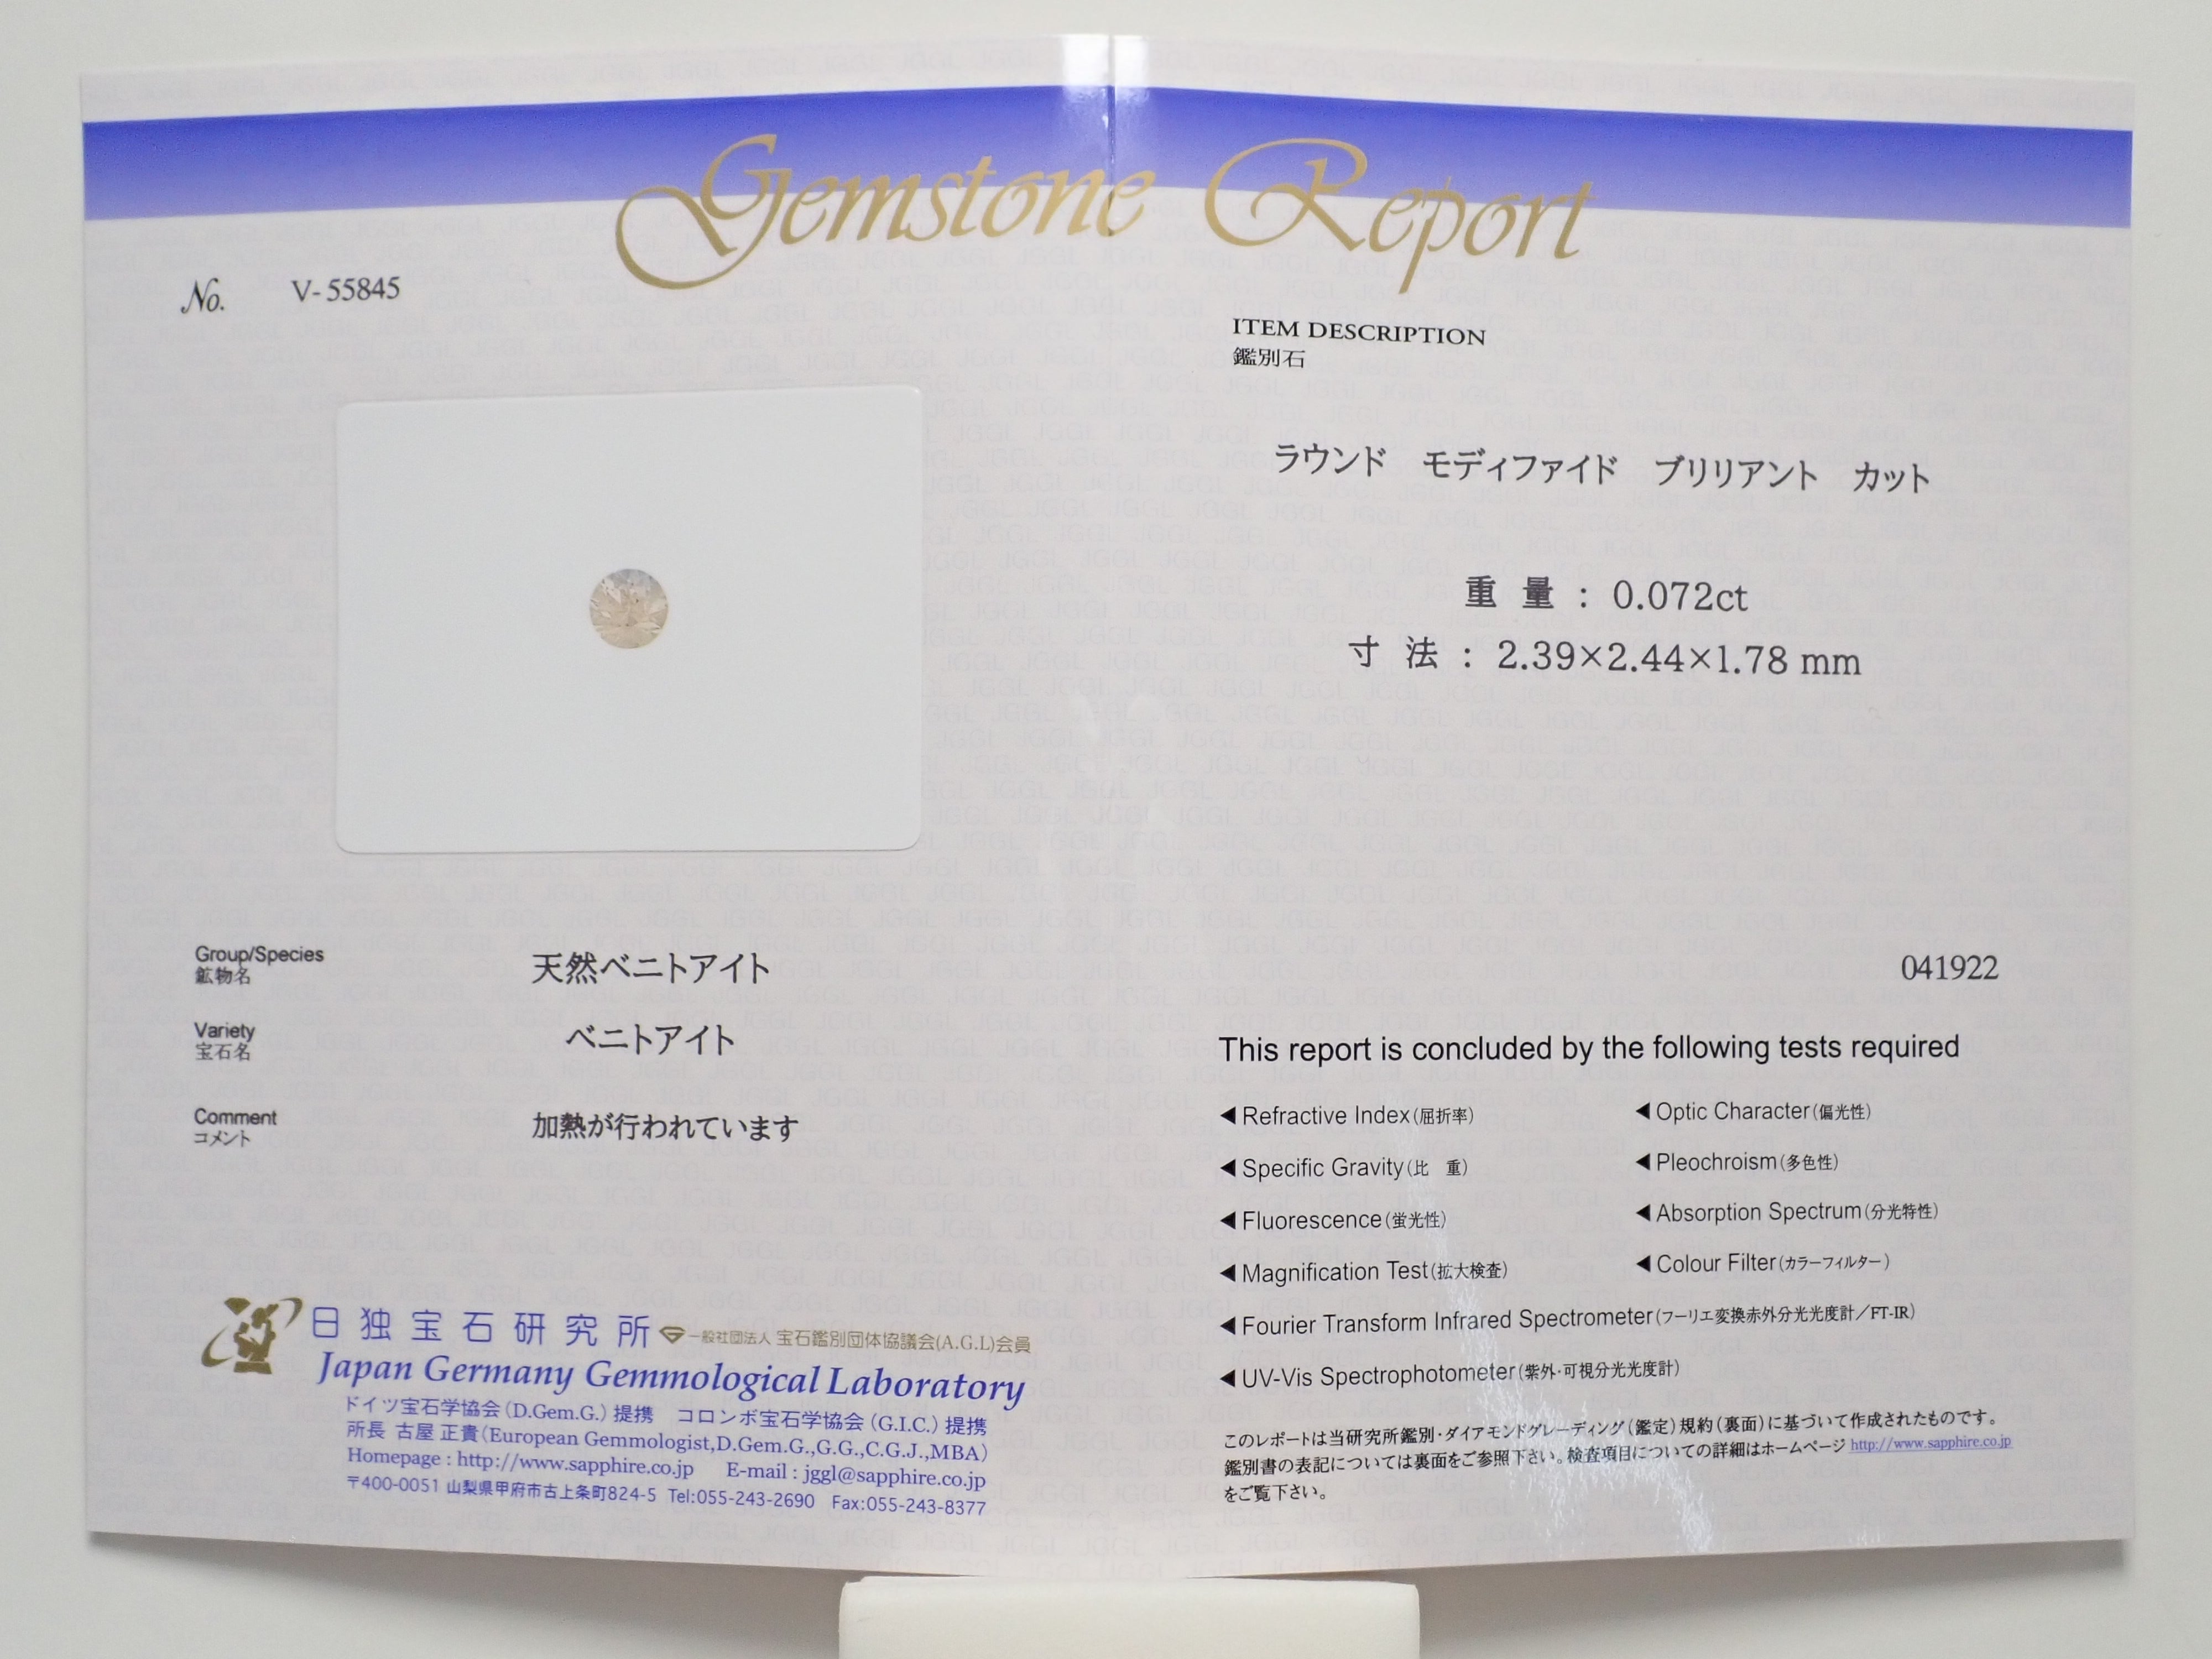 Gemstone Report
No. V-55845
ITEM DESCRIPTION
鑑別石
ラウンド モディファイド ブリリアント カット
重 量 : 0.072ct
寸 法 : 2.39×2.44×1.78 mm
Group/Species
鉱物名
天然ベニトアイト
Variety
宝石名
ベニトアイト
Comment
コメント
加熱が行われています
日独宝石研究所 一般社団法人 宝石鑑別団体協議会(A.G.L)会員
Japan Germany Gemmological Laboratory
ドイツ宝石学協会(D.Gem.G.)提携 コロンボ宝石学協会(G.I.C.)提携
所長 古屋 正貴(European Gemmologist,D.Gem.G.,G.G.,C.G.J.,MBA)
Homepage : http://www.sapphire.co.jp E-mail : jggl@sapphire.co.jp
〒400-0051 山梨県甲府市古上条町824-5 Tel:055-243-2690 Fax:055-243-8377
041922
This report is concluded by the following tests required
◀Refractive Index(屈折率) ◀Optic Character(偏光性)
◀Specific Gravity(比 重) ◀Pleochroism(多色性)
◀Fluorescence(蛍光性) ◀Absorption Spectrum(分光特性)
◀Magnification Test(拡大検査) ◀Colour Filter(カラーフィルター)
◀Fourier Transform Infrared Spectrometer(フーリエ変換赤外分光光度計/FT-IR)
◀UV-Vis Spectrophotometer(紫外·可視分光光度計)
このレポートは当研究所鑑別·ダイアモンドグレーディング(鑑定)規約(裏面)に基づいて作成されたものです。
鑑別書の表記については裏面をご参照下さい。検査項目についての詳細はホームページ http://www.sapphire.co.jp
をご覧下さい。